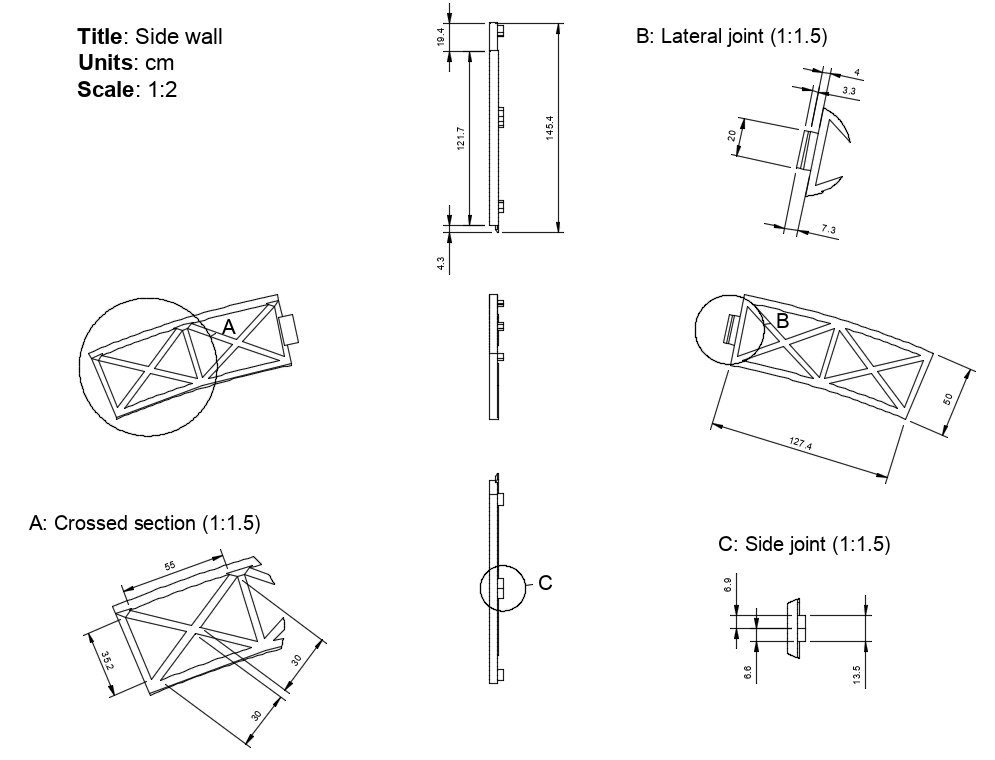 Title: Side wall
Units: cm
Scale: 1:2
19.4
121.7
145.4
4.3
B: Lateral joint (1:1.5)
4
3.3
20
7.3
A
B
50
127.4
A: Crossed section (1:1.5)
55
35.2
30
30
C
C: Side joint (1:1.5)
6.9
6.6
13.5